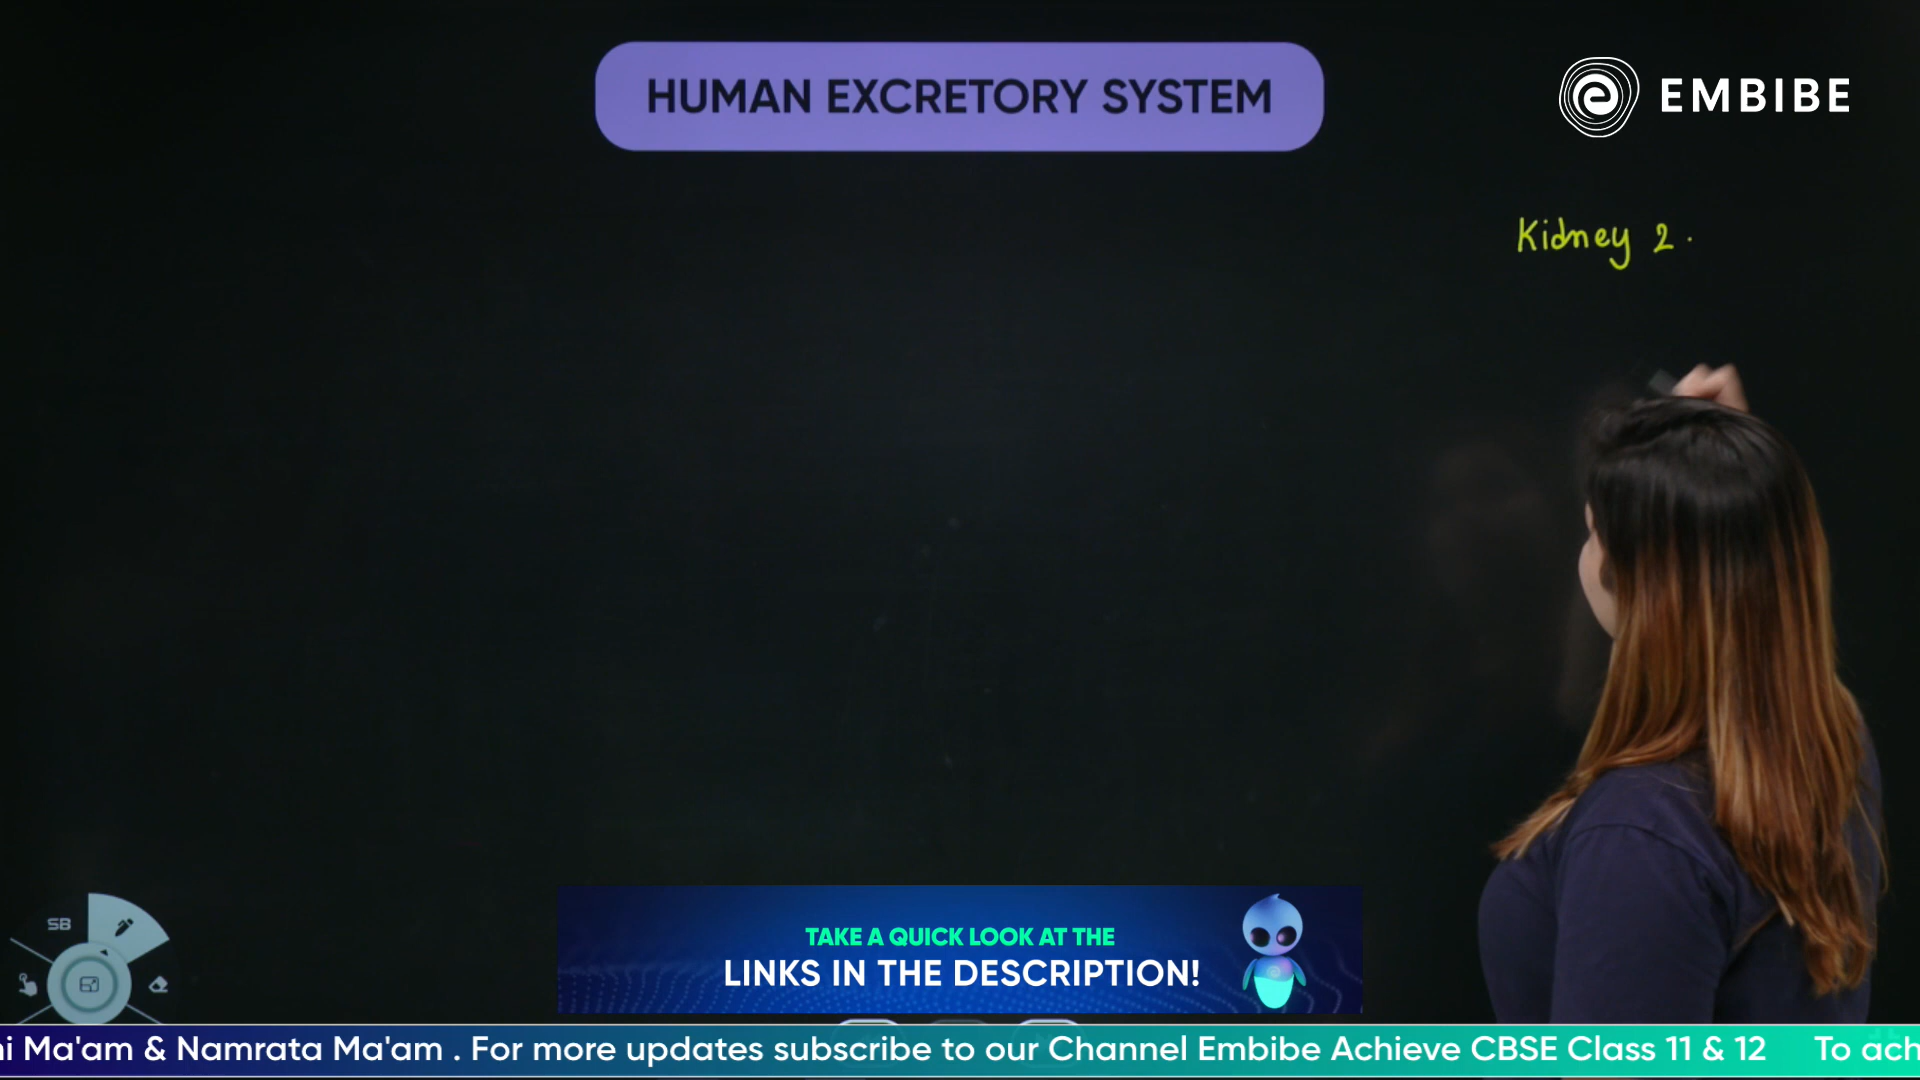 HUMAN EXCRETORY SYSTEM
EMBIBE
Kidney 2.
SB
TAKE A QUICK LOOK AT THE
LINKS IN THE DESCRIPTION!
Ma'am & Namrata Ma'am . For more updates subscribe to our Channel Embibe Achieve CBSE Class 11 & 12 To